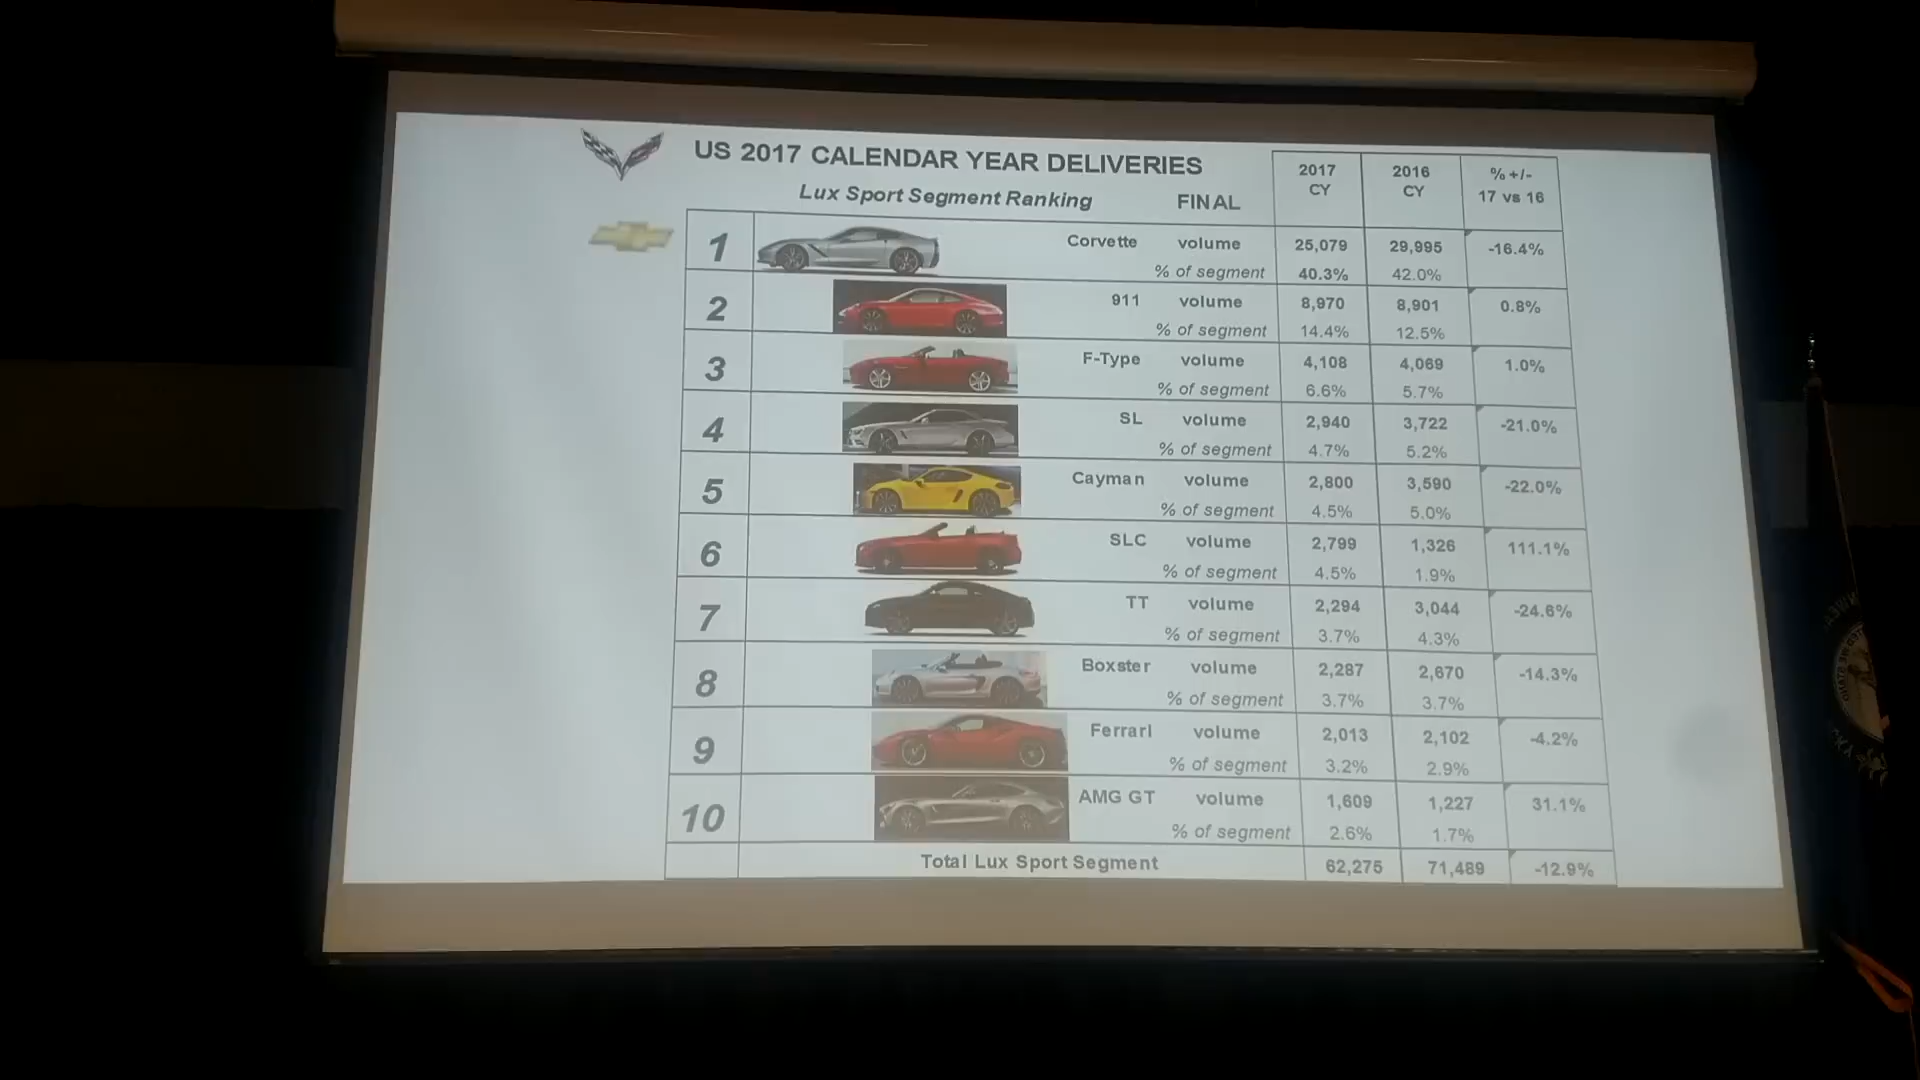 US 2017 CALENDAR YEAR DELIVERIES
Lux Sport Segment Ranking FINAL
2017 CY 2016 CY % +/- 17 vs 16
1 Corvette volume 25,079 29,995 -16.4%
% of segment 40.3% 42.0%
2 911 volume 8,970 8,901 0.8%
% of segment 14.4% 12.5%
3 F-Type volume 4,108 4,069 1.0%
% of segment 6.6% 5.7%
4 SL volume 2,940 3,722 -21.0%
% of segment 4.7% 5.2%
5 Cayman volume 2,800 3,590 -22.0%
% of segment 4.5% 5.0%
6 SLC volume 2,799 1,326 111.1%
% of segment 4.5% 1.9%
7 TT volume 2,294 3,044 -24.6%
% of segment 3.7% 4.3%
8 Boxster volume 2,287 2,670 -14.3%
% of segment 3.7% 3.7%
9 Ferrari volume 2,013 2,102 -4.2%
% of segment 3.2% 2.9%
10 AMG GT volume 1,609 1,227 31.1%
% of segment 2.6% 1.7%
Total Lux Sport Segment 62,275 71,489 -12.9%